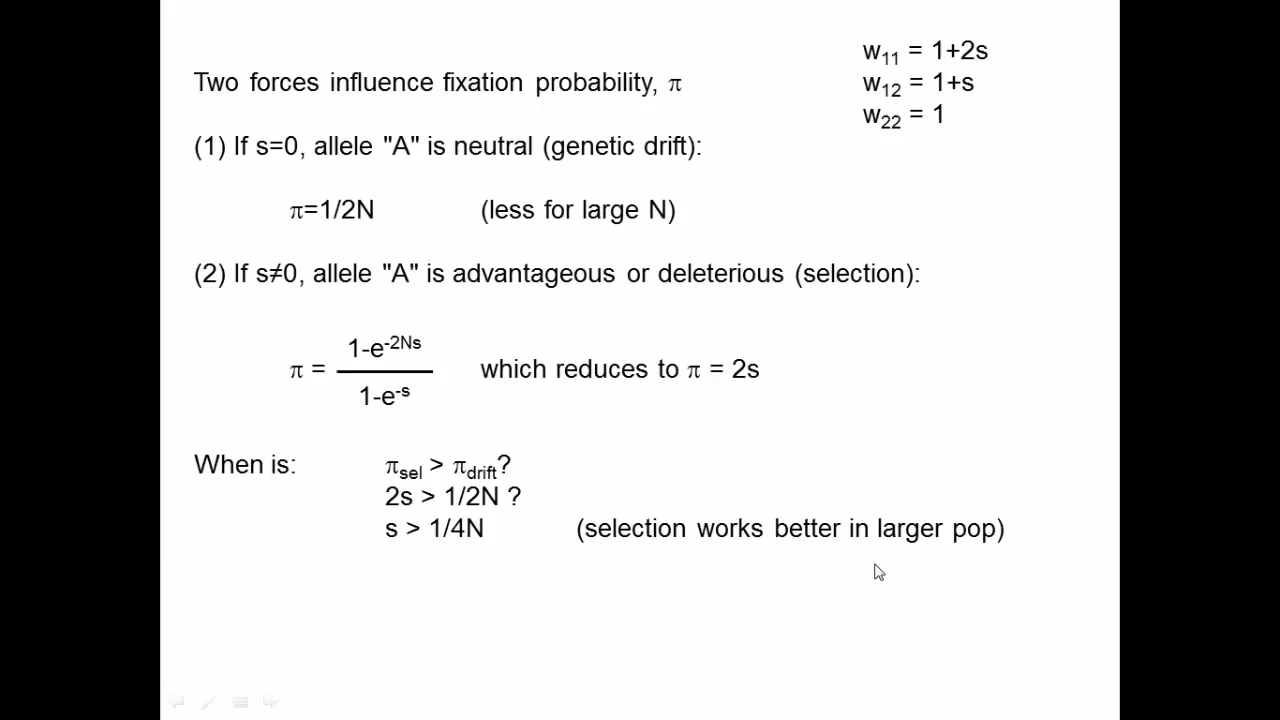 w11 = 1+2s
Two forces influence fixation probability, π
w12 = 1+s
w22 = 1
(1) If s=0, allele "A" is neutral (genetic drift):
π=1/2N (less for large N)
(2) If s≠0, allele "A" is advantageous or deleterious (selection):
1-e-2Ns
π = which reduces to π = 2s
1-e-s
When is: πsel > πdrift?
2s > 1/2N ?
s > 1/4N (selection works better in larger pop)